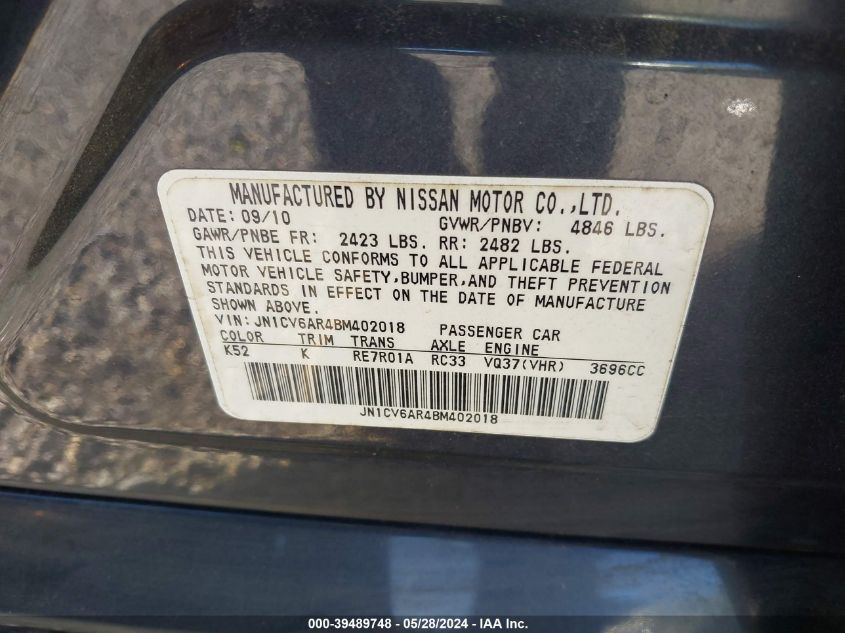 MANUFACTURED BY NISSAN MOTOR CO.,LTD.
DATE: 09/10 GVWR/PNBV: 4846 LBS.
GAWR/PNBE FR: 2423 LBS. RR: 2482 LBS.
THIS VEHICLE CONFORMS TO ALL APPLICABLE FEDERAL
MOTOR VEHICLE SAFETY,BUMPER,AND THEFT PREVENTION
STANDARDS IN EFFECT ON THE DATE OF MANUFACTURE
SHOWN ABOVE.
VIN:JN1CV6AR4BM402018 PASSENGER CAR
COLOR TRIM TRANS AXLE ENGINE
K52 K RE7R01A RC33 VQ37(VHR) 3696CC
JN1CV6AR4BM402018
000-39489748 - 05/28/2024 - IAA Inc.